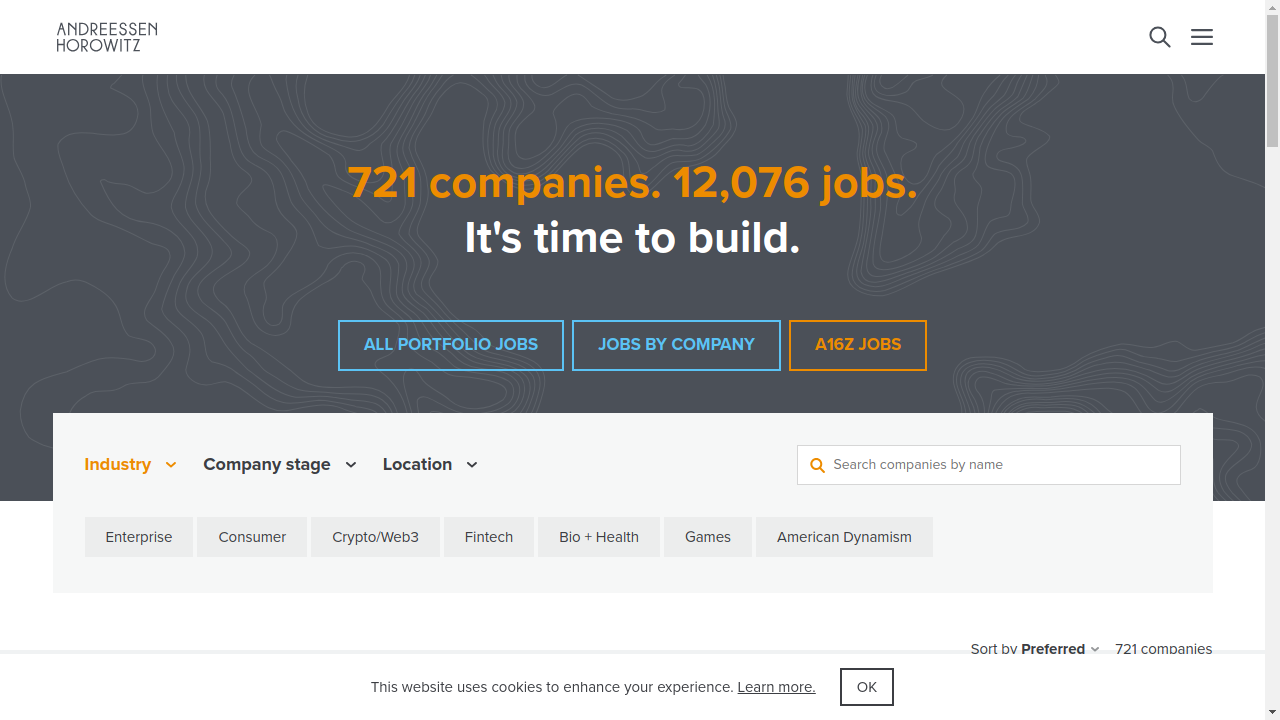 ANDREESSEN
HOROWITZ
721 companies. 12,076 jobs.
It's time to build.
ALL PORTFOLIO JOBS
JOBS BY COMPANY
A16Z JOBS
Industry
Company stage
Location
Search companies by name
Enterprise
Consumer
Crypto/Web3
Fintech
Bio + Health
Games
American Dynamism
Sort by Preferred
721 companies
This website uses cookies to enhance your experience. Learn more.
OK